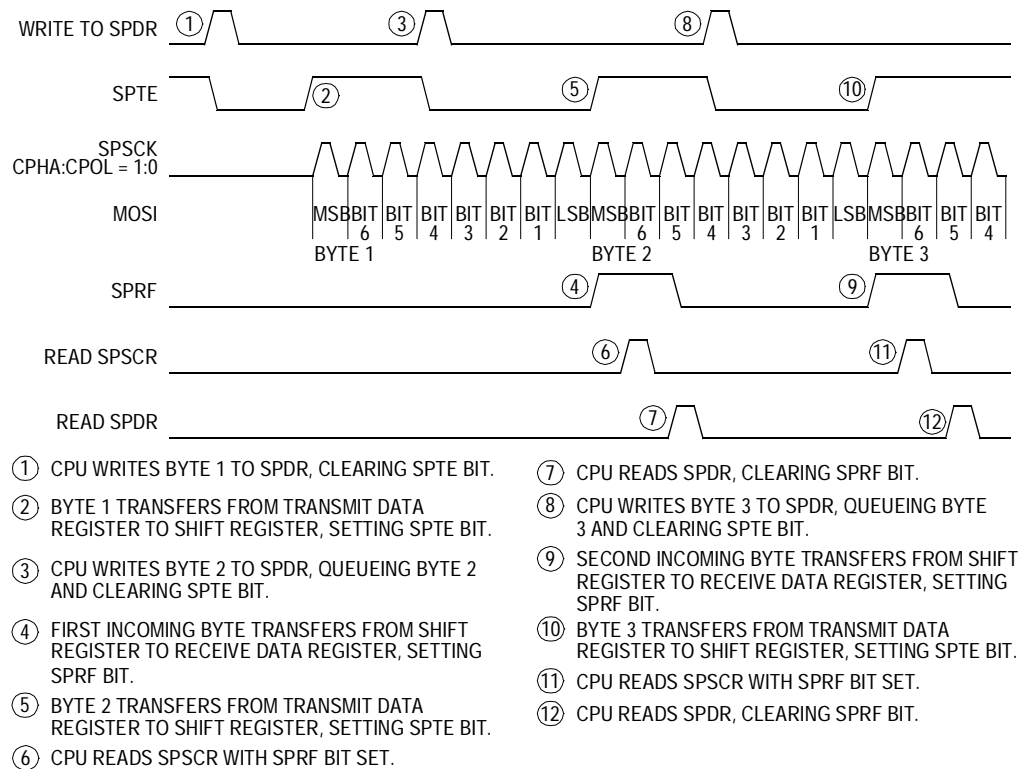 WRITE TO SPDR 1 3 8
SPTE 2 5 10
SPSCK
CPHA:CPOL = 1:0
MOSI MSB BIT BIT BIT BIT BIT BIT LSB MSB BIT BIT BIT BIT BIT BIT LSB MSB BIT BIT BIT
6 5 4 3 2 1 6 5 4 3 2 1 6 5 4
BYTE 1 BYTE 2 BYTE 3
SPRF 4 9
READ SPSCR 6 11
READ SPDR 7 12
1 CPU WRITES BYTE 1 TO SPDR, CLEARING SPTE BIT.
2 BYTE 1 TRANSFERS FROM TRANSMIT DATA
REGISTER TO SHIFT REGISTER, SETTING SPTE BIT.
3 CPU WRITES BYTE 2 TO SPDR, QUEUEING BYTE 2
AND CLEARING SPTE BIT.
4 FIRST INCOMING BYTE TRANSFERS FROM SHIFT
REGISTER TO RECEIVE DATA REGISTER, SETTING
SPRF BIT.
5 BYTE 2 TRANSFERS FROM TRANSMIT DATA
REGISTER TO SHIFT REGISTER, SETTING SPTE BIT.
6 CPU READS SPSCR WITH SPRF BIT SET.
7 CPU READS SPDR, CLEARING SPRF BIT.
8 CPU WRITES BYTE 3 TO SPDR, QUEUEING BYTE
3 AND CLEARING SPTE BIT.
9 SECOND INCOMING BYTE TRANSFERS FROM SHIFT
REGISTER TO RECEIVE DATA REGISTER, SETTING
SPRF BIT.
10 BYTE 3 TRANSFERS FROM TRANSMIT DATA
REGISTER TO SHIFT REGISTER, SETTING SPTE BIT.
11 CPU READS SPSCR WITH SPRF BIT SET.
12 CPU READS SPDR, CLEARING SPRF BIT.